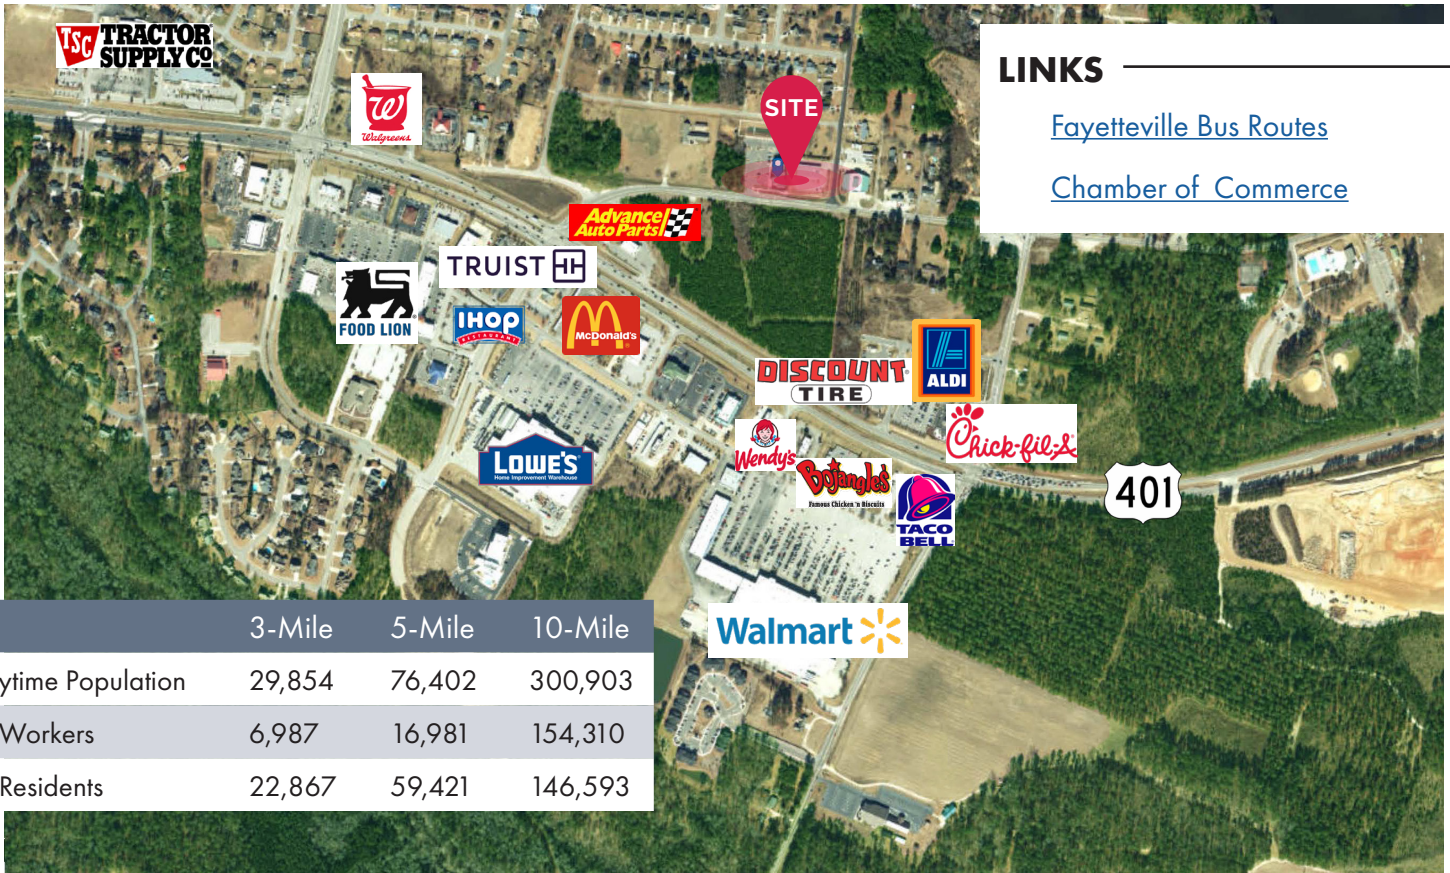 TSC TRACTOR
SUPPLY CO
Walgreens
SITE
LINKS
Fayetteville Bus Routes
Chamber of Commerce
Advance
Auto Parts
TRUIST
FOOD LION
IHOP
RESTAURANT
McDonald's
DISCOUNT
TIRE
ALDI
Chick-fil-A
Wendy's
LOWE'S
Home Improvement Warehouse
Bojangles'
Famous Chicken 'n Biscuits
TACO
BELL
401
Walmart
3-Mile 5-Mile 10-Mile
ytime Population 29,854 76,402 300,903
Workers 6,987 16,981 154,310
Residents 22,867 59,421 146,593